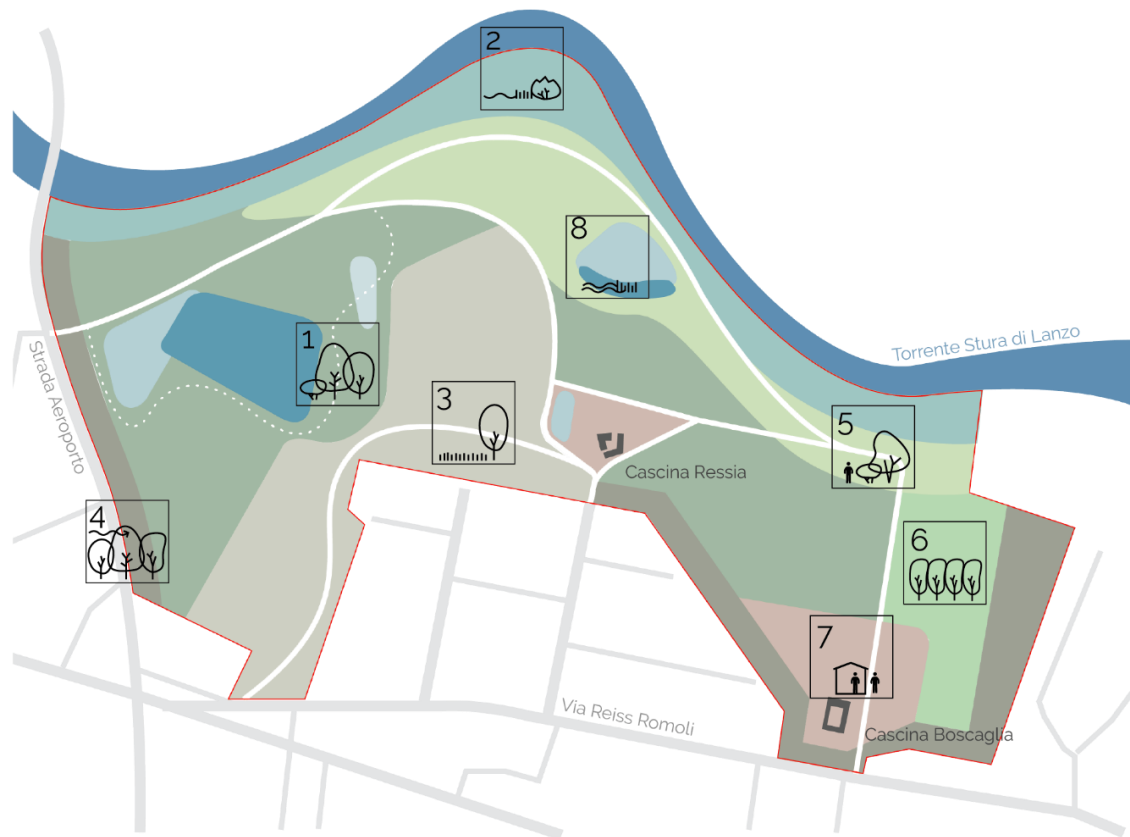 2
8
1
Torrente Stura di Lanzo
Strada Aeroporto
3
5
Cascina Ressia
4
6
7
Via Reiss Romoli
Cascina Boscaglia